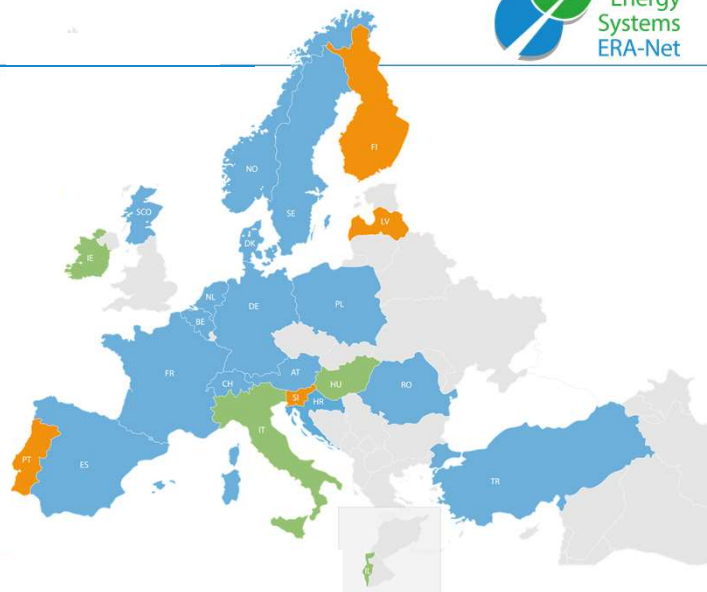 Energy
Systems
ERA-Net
FI
NO
SCO
SE
LV
DK
IE
NL
DE
PL
BE
FR
AT
CH
HU
RO
SI
HR
IT
PT
ES
TR
IL